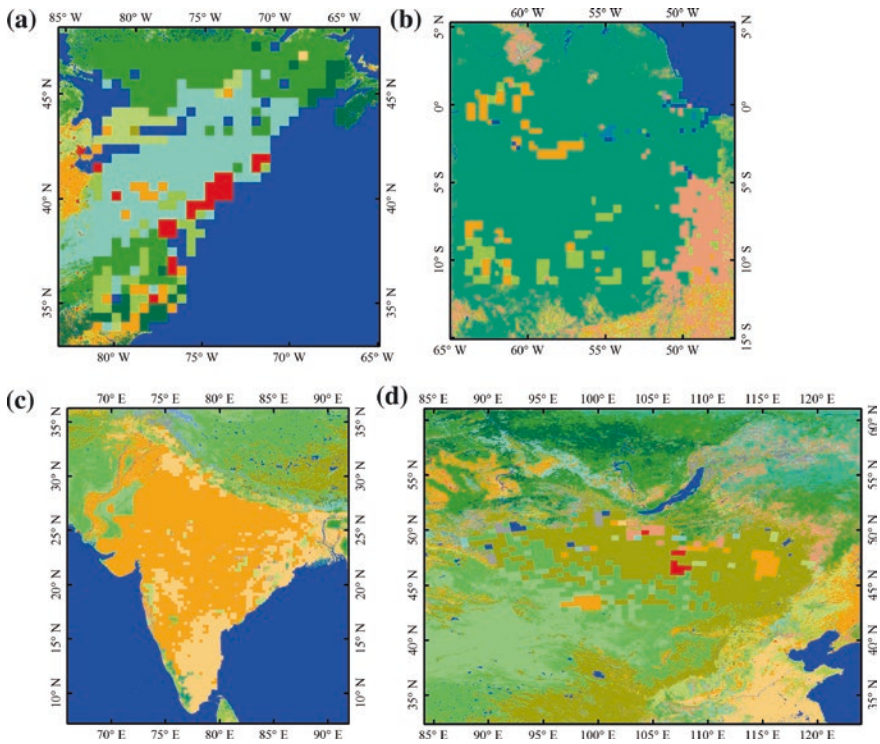 (a)
85° W 80° W 75° W 70° W 65° W
45° N 40° N 35° N
45° N 40° N 35° N
80° W 75° W 70° W 65° W
(b)
60° W 55° W 50° W
5° N 0° 5° S 10° S
5° N 0° 5° S 10° S 15° S
65° W 60° W 55° W 50° W
(c)
70° E 75° E 80° E 85° E 90° E
35° N 30° N 25° N 20° N 15° N 10° N
35° N 30° N 25° N 20° N 15° N 10° N
70° E 75° E 80° E 85° E 90° E
(d)
85° E 90° E 95° E 100° E 105° E 110° E 115° E 120° E
55° N 50° N 45° N 40° N 35° N
60° N 55° N 50° N 45° N 40° N 35° N
85° E 90° E 95° E 100° E 105° E 110° E 115° E 120° E